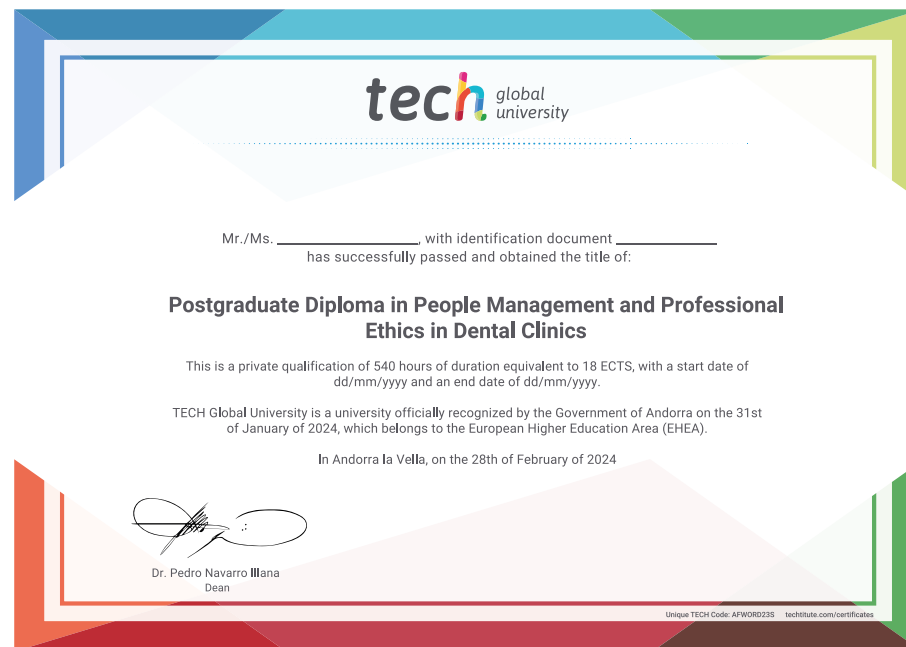 tech global
university
Mr./Ms. ____________________, with identification document ______________
has successfully passed and obtained the title of:
Postgraduate Diploma in People Management and Professional
Ethics in Dental Clinics
This is a private qualification of 540 hours of duration equivalent to 18 ECTS, with a start date of
dd/mm/yyyy and an end date of dd/mm/yyyy.
TECH Global University is a university officially recognized by the Government of Andorra on the 31st
of January of 2024, which belongs to the European Higher Education Area (EHEA).
In Andorra la Vella, on the 28th of February of 2024
Dr. Pedro Navarro Illana
Dean
Unique TECH Code: AFWORD23S techtitute.com/certificates